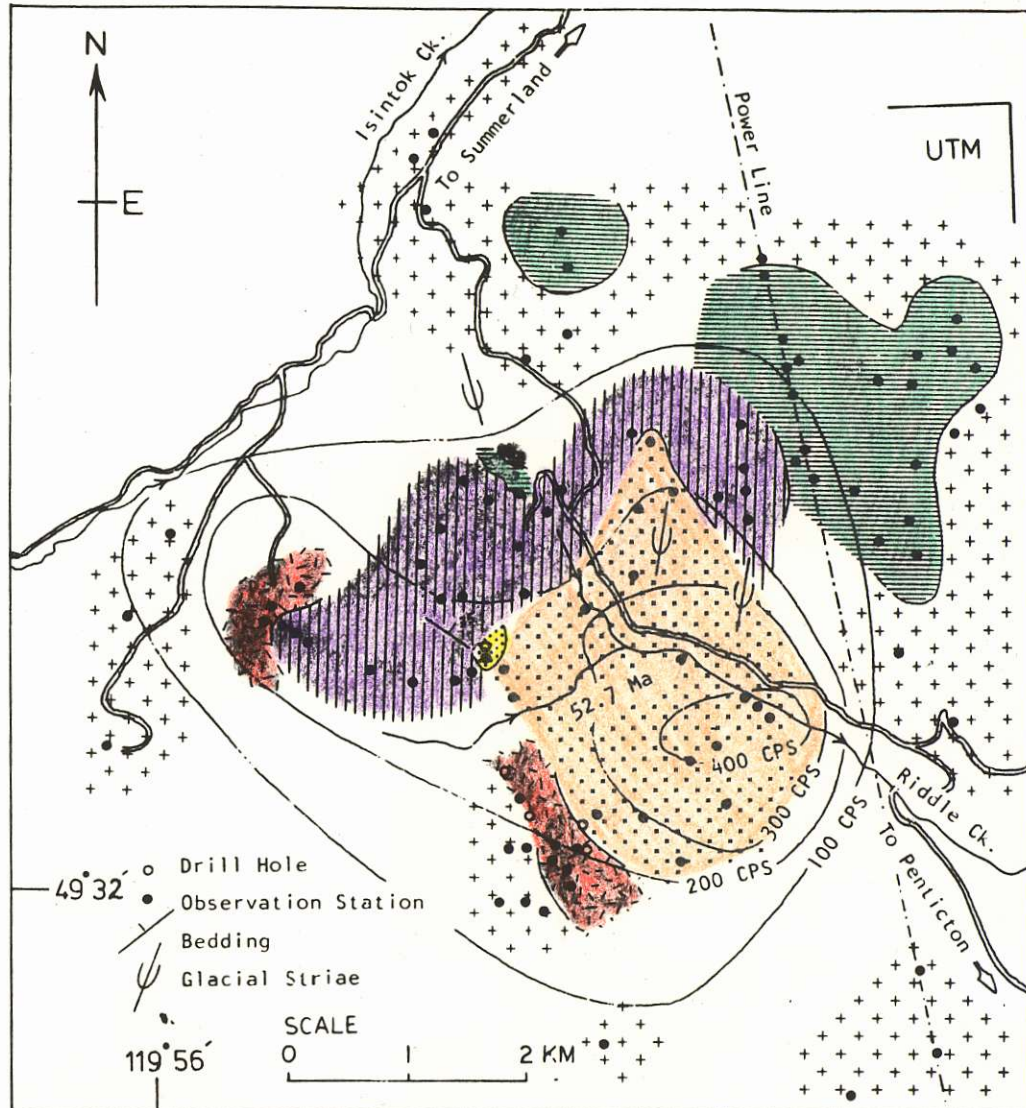 N
E
Isintok Ck.
To Summerland
Power Line
UTM
52.7 Ma
400 CPS
300 CPS
100 CPS
200 CPS
Riddle Ck.
To Penticton
49°32′
Drill Hole
Observation Station
Bedding
Glacial Striae
SCALE
0 1 2 KM
119°56′